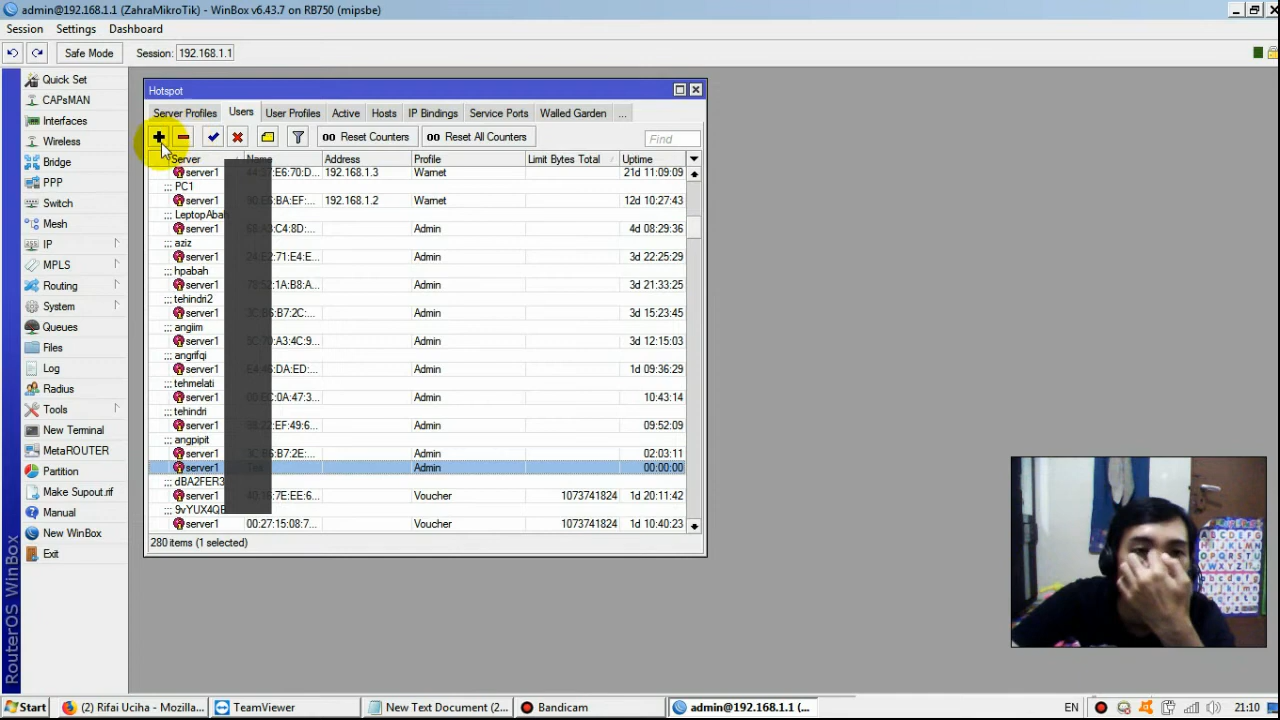 admin@192.168.1.1 (ZahraMikroTik) - WinBox v6.43.7 on RB750 (mipsbe)
Session Settings Dashboard
Safe Mode Session: 192.168.1.1
Quick Set
CAPsMAN
Interfaces
Wireless
Bridge
PPP
Switch
Mesh
IP
MPLS
Routing
System
Queues
Files
Log
Radius
Tools
New Terminal
MetaROUTER
Partition
Make Supout.rif
Manual
New WinBox
Exit
RouterOS WinBox
Hotspot
Server Profiles Users User Profiles Active Hosts IP Bindings Service Ports Walled Garden ...
00 Reset Counters 00 Reset All Counters Find
Server Name Address Profile Limit Bytes Total Uptime
server1 192.168.1.3 Warnet 21d 11:09:09
::: PC1
server1 192.168.1.2 Warnet 12d 10:27:43
::: LeptopAbah
server1 Admin 4d 08:29:36
::: aziz
server1 Admin 3d 22:25:29
::: hpabah
server1 Admin 3d 21:33:25
::: tehindri2
server1 Admin 3d 15:23:45
::: angiim
server1 Admin 3d 12:15:03
::: angrifqi
server1 Admin 1d 09:36:29
::: tehmelati
server1 Admin 10:43:14
::: tehindri
server1 Admin 09:52:09
::: angpipit
server1 Admin 02:03:11
server1 Admin 00:00:00
::: dBA2FER3
server1 Voucher 1073741824 1d 20:11:42
::: 9vYUX4QE
server1 00:27:15:08:7... Voucher 1073741824 1d 10:40:23
280 items (1 selected)
Start (2) Rifai Uciha - Mozilla... TeamViewer New Text Document (2... Bandicam admin@192.168.1.1 (... EN 21:10